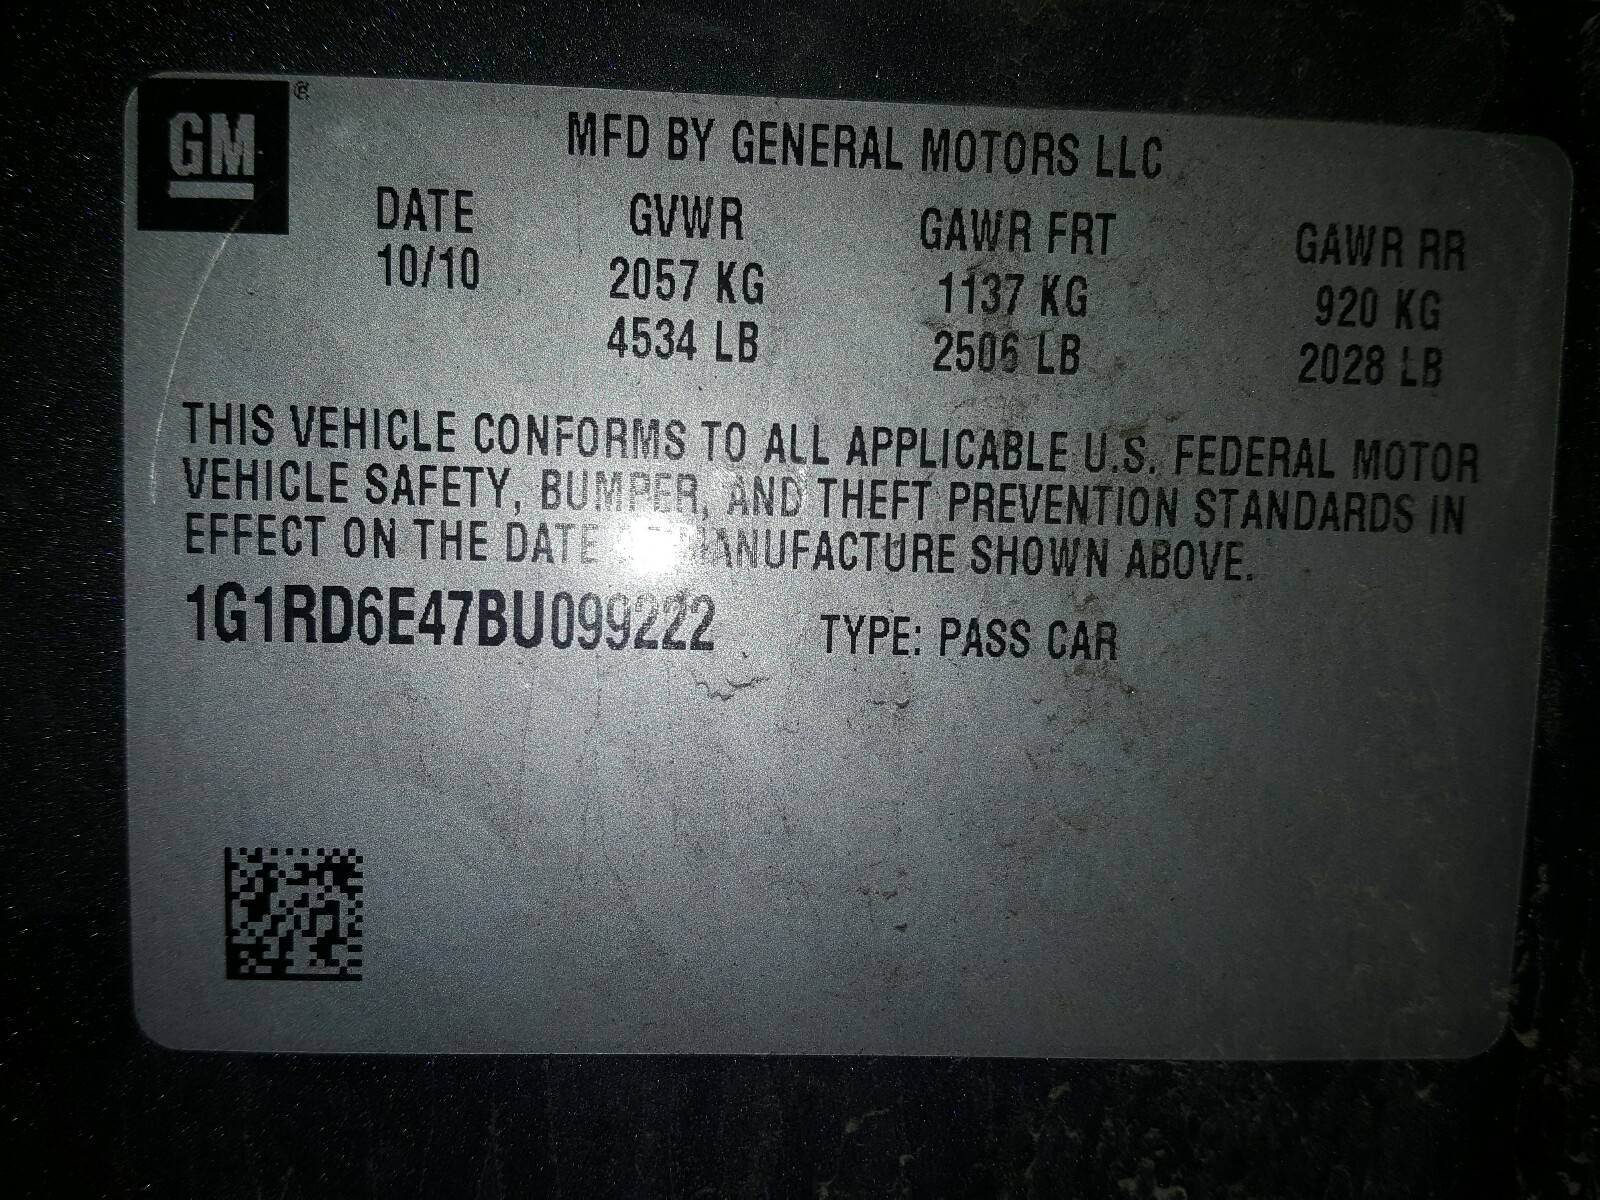 GM ®
MFD BY GENERAL MOTORS LLC
DATE GVWR GAWR FRT GAWR RR
10/10 2057 KG 1137 KG 920 KG
4534 LB 2506 LB 2028 LB
THIS VEHICLE CONFORMS TO ALL APPLICABLE U.S. FEDERAL MOTOR
VEHICLE SAFETY, BUMPER, AND THEFT PREVENTION STANDARDS IN
EFFECT ON THE DATE MANUFACTURE SHOWN ABOVE.
1G1RD6E47BU099222 TYPE: PASS CAR